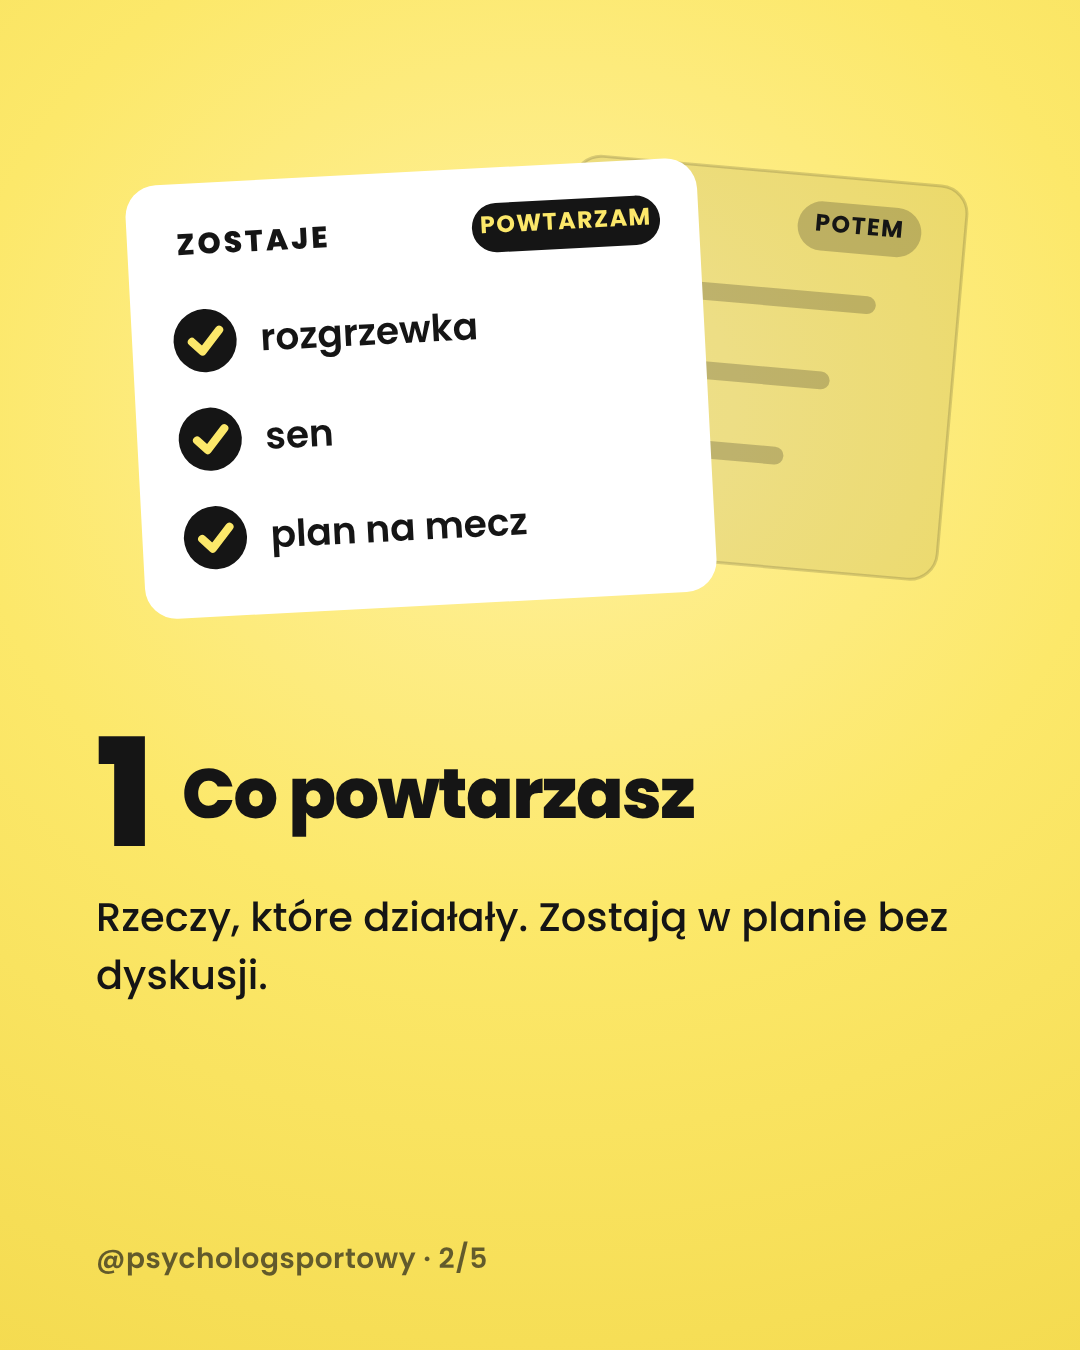 ZOSTAJE
POWTARZAM
POTEM
rozgrzewka
sen
plan na mecz
1 Co powtarzasz
Rzeczy, które działały. Zostają w planie bez
dyskusji.
@psychologsportowy · 2/5